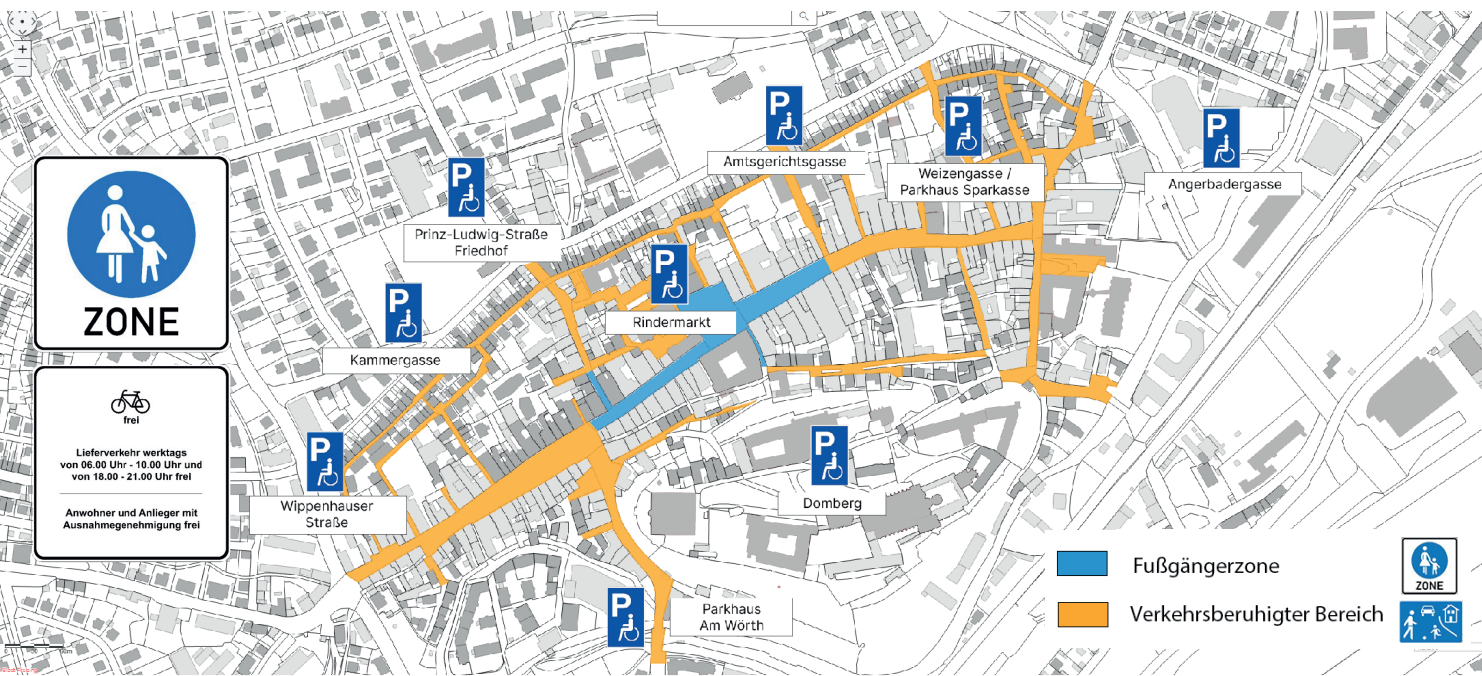 P
Amtsgerichtsgasse
P
Weizengasse /
Parkhaus Sparkasse
P
Angerbadergasse
P
Prinz-Ludwig-Straße
Friedhof
P
Rindermarkt
P
Kammergasse
P
Wippenhauser
Straße
P
Domberg
P
Parkhaus
Am Wörth
ZONE
frei
Lieferverkehr werktags
von 06.00 Uhr - 10.00 Uhr und
von 18.00 - 21.00 Uhr frei
Anwohner und Anlieger mit
Ausnahmegenehmigung frei
Fußgängerzone
ZONE
Verkehrsberuhigter Bereich